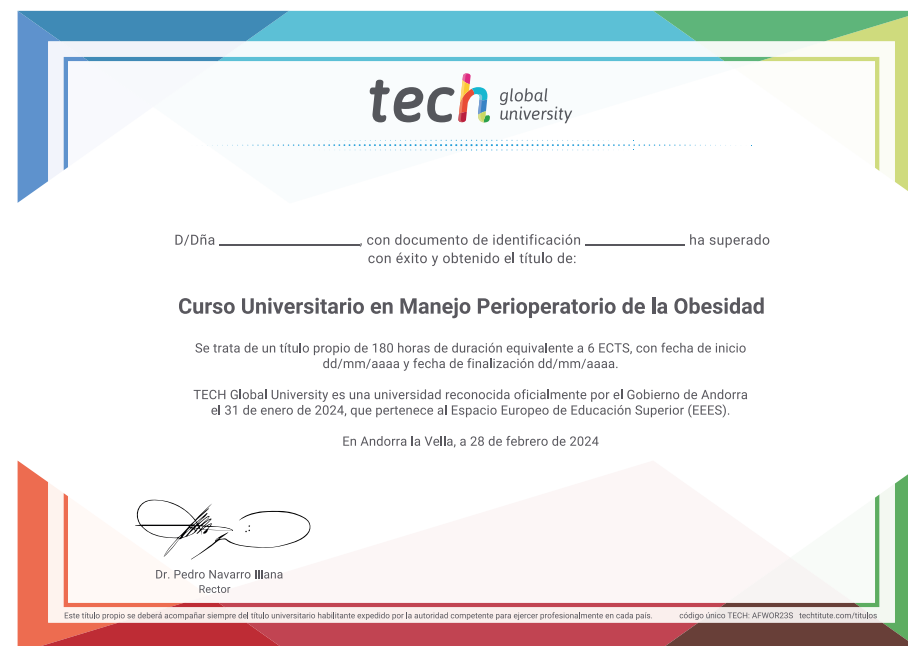 tech global university
D/Dña ______________________, con documento de identificación ________________ ha superado
con éxito y obtenido el título de:
Curso Universitario en Manejo Perioperatorio de la Obesidad
Se trata de un título propio de 180 horas de duración equivalente a 6 ECTS, con fecha de inicio
dd/mm/aaaa y fecha de finalización dd/mm/aaaa.
TECH Global University es una universidad reconocida oficialmente por el Gobierno de Andorra
el 31 de enero de 2024, que pertenece al Espacio Europeo de Educación Superior (EEES).
En Andorra la Vella, a 28 de febrero de 2024
Dr. Pedro Navarro Illana
Rector
Este título propio se deberá acompañar siempre del título universitario habilitante expedido por la autoridad competente para ejercer profesionalmente en cada país. código único TECH: AFWOR23S techtitute.com/titulos